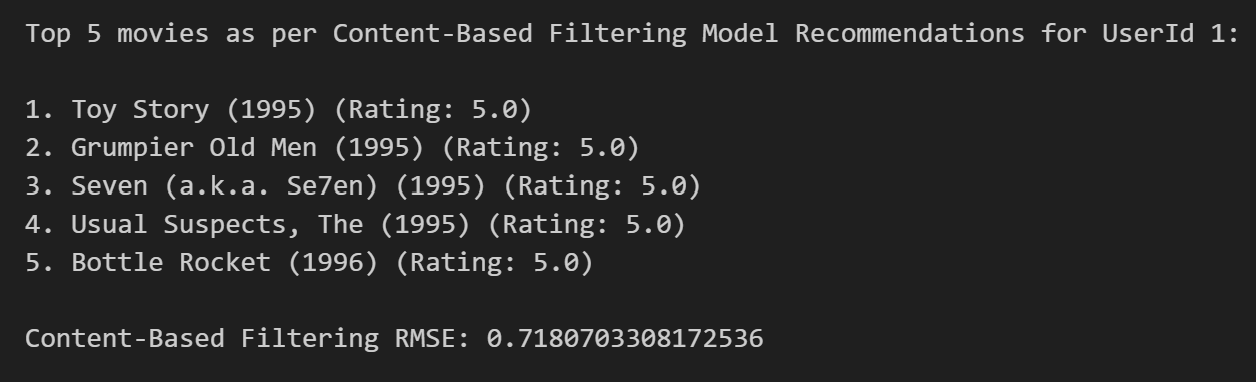 Top 5 movies as per Content-Based Filtering Model Recommendations for UserId 1:
1. Toy Story (1995) (Rating: 5.0)
2. Grumpier Old Men (1995) (Rating: 5.0)
3. Seven (a.k.a. Se7en) (1995) (Rating: 5.0)
4. Usual Suspects, The (1995) (Rating: 5.0)
5. Bottle Rocket (1996) (Rating: 5.0)
Content-Based Filtering RMSE: 0.7180703308172536